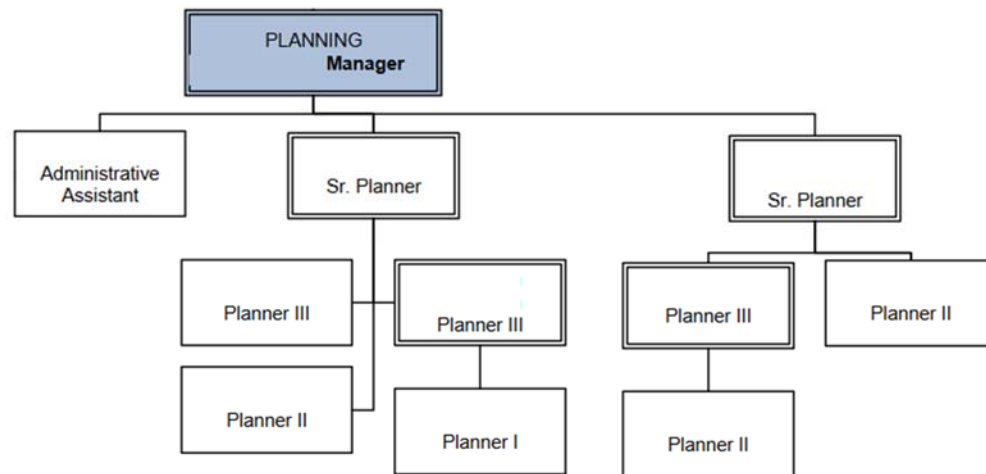 PLANNING
Manager
Administrative
Assistant
Sr. Planner
Sr. Planner
Planner III
Planner III
Planner III
Planner II
Planner II
Planner I
Planner II